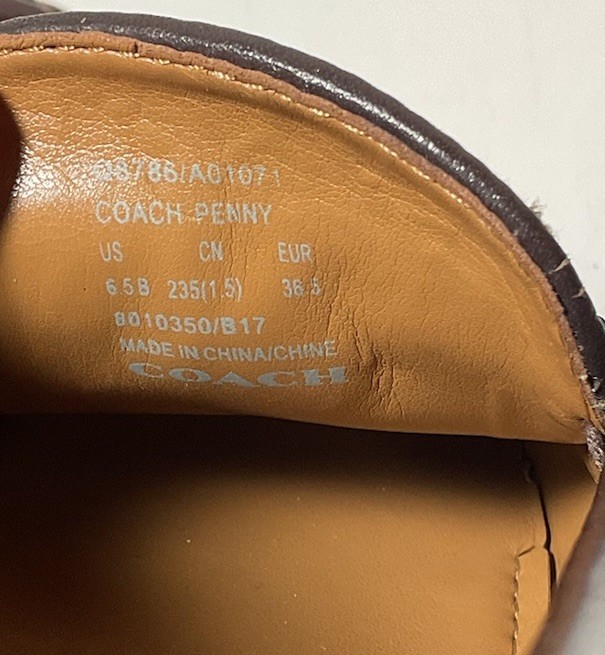 COACH PENNY
US CN EUR
6.5B 235(1.5) 36.5
8010350/B17
MADE IN CHINA/CHINE
COACH